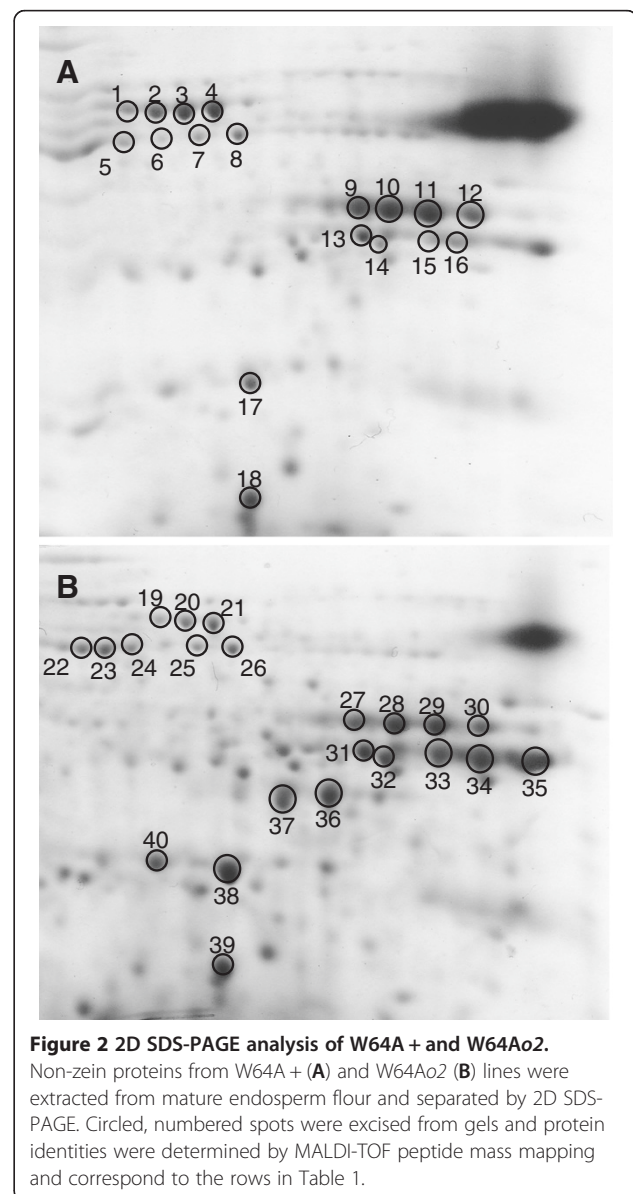 A
1 2 3 4
5 6 7 8
9 10 11 12
13 14 15 16
17
18
B
19 20 21
22 23 24 25 26
27 28 29 30
31 32 33 34 35
37 36
40 38
39
Figure 2 2D SDS-PAGE analysis of W64A + and W64Ao2.
Non-zein proteins from W64A + (A) and W64Ao2 (B) lines were
extracted from mature endosperm flour and separated by 2D SDS-
PAGE. Circled, numbered spots were excised from gels and protein
identities were determined by MALDI-TOF peptide mass mapping
and correspond to the rows in Table 1.